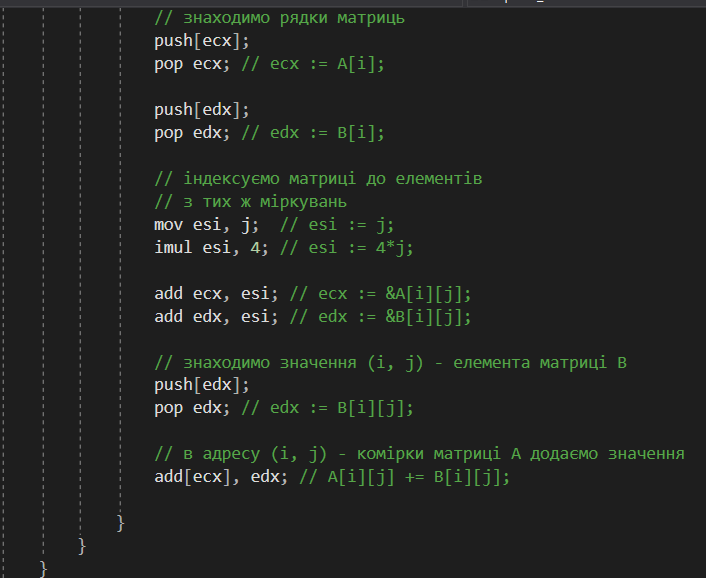 // знаходимо рядки матриць
push[ecx];
pop ecx; // ecx := A[i];
push[edx];
pop edx; // edx := B[i];
// індексуємо матриці до елементів
// з тих ж міркувань
mov esi, j;  // esi := j;
imul esi, 4; // esi := 4*j;
add ecx, esi; // ecx := &A[i][j];
add edx, esi; // edx := &B[i][j];
// знаходимо значення (i, j) - елемента матриці B
push[edx];
pop edx; // edx := B[i][j];
// в адресу (i, j) - комірки матриці A додаємо значення
add[ecx], edx; // A[i][j] += B[i][j];
}
}
}